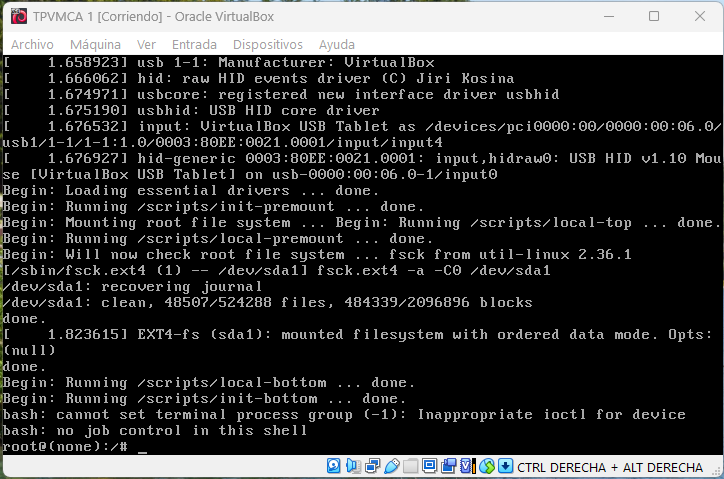 TPVMCA 1 [Corriendo] - Oracle VirtualBox
Archivo Máquina Ver Entrada Dispositivos Ayuda
[    1.658923] usb 1-1: Manufacturer: VirtualBox
[    1.666062] hid: raw HID events driver (C) Jiri Kosina
[    1.674971] usbcore: registered new interface driver usbhid
[    1.675190] usbhid: USB HID core driver
[    1.676532] input: VirtualBox USB Tablet as /devices/pci0000:00/0000:00:06.0/
usb1/1-1/1-1:1.0/0003:80EE:0021.0001/input/input4
[    1.676927] hid-generic 0003:80EE:0021.0001: input,hidraw0: USB HID v1.10 Mou
se [VirtualBox USB Tablet] on usb-0000:00:06.0-1/input0
Begin: Loading essential drivers ... done.
Begin: Running /scripts/init-premount ... done.
Begin: Mounting root file system ... Begin: Running /scripts/local-top ... done.
Begin: Running /scripts/local-premount ... done.
Begin: Will now check root file system ... fsck from util-linux 2.36.1
[/sbin/fsck.ext4 (1) -- /dev/sda1] fsck.ext4 -a -C0 /dev/sda1
/dev/sda1: recovering journal
/dev/sda1: clean, 48507/524288 files, 484339/2096896 blocks
done.
[    1.823615] EXT4-fs (sda1): mounted filesystem with ordered data mode. Opts:
(null)
done.
Begin: Running /scripts/local-bottom ... done.
Begin: Running /scripts/init-bottom ... done.
bash: cannot set terminal process group (-1): Inappropriate ioctl for device
bash: no job control in this shell
root@(none):/# _
CTRL DERECHA + ALT DERECHA